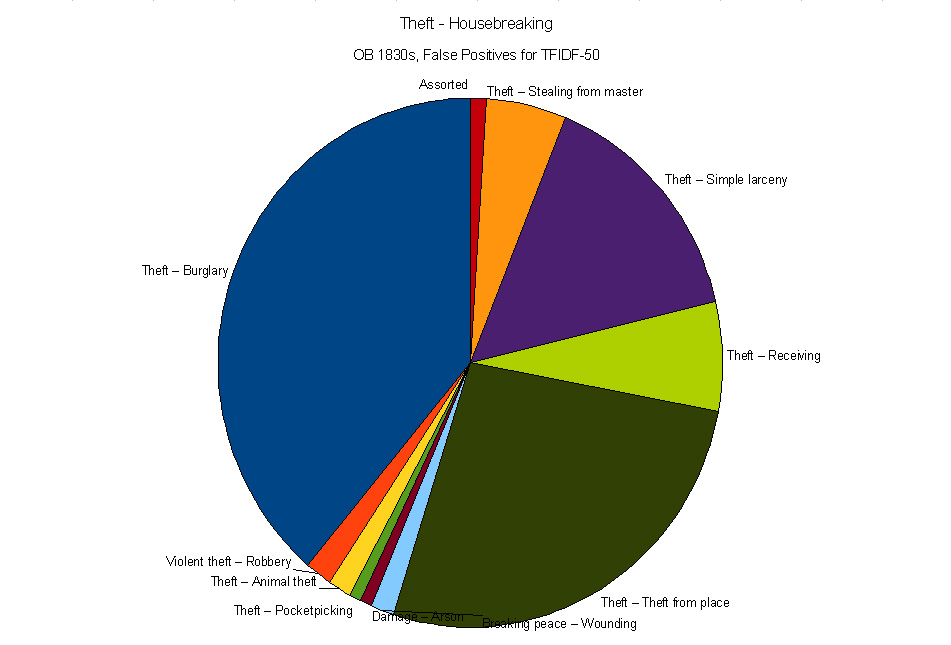 Theft - Housebreaking
OB 1830s, False Positives for TFIDF-50
Assorted
Theft – Stealing from master
Theft – Simple larceny
Theft – Burglary
Theft – Receiving
Violent theft – Robbery
Theft – Animal theft
Theft – Theft from place
Theft – Pocketpicking
Damage – Arson
Breaking peace – Wounding